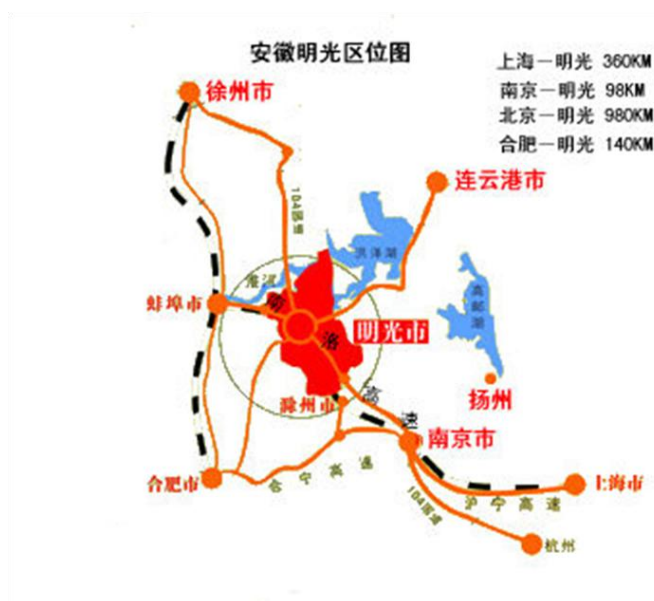 安徽明光区位图
上海－明光 360KM
南京－明光 98KM
北京－明光 980KM
合肥－明光 140KM
徐州市
连云港市
104国道
洪泽湖
淮河
高邮湖
蚌埠市
南
洛
明光市
高
速
滁州市
扬州
南京市
合肥市
合宁高速
上海市
沪宁高速
104国道
杭州